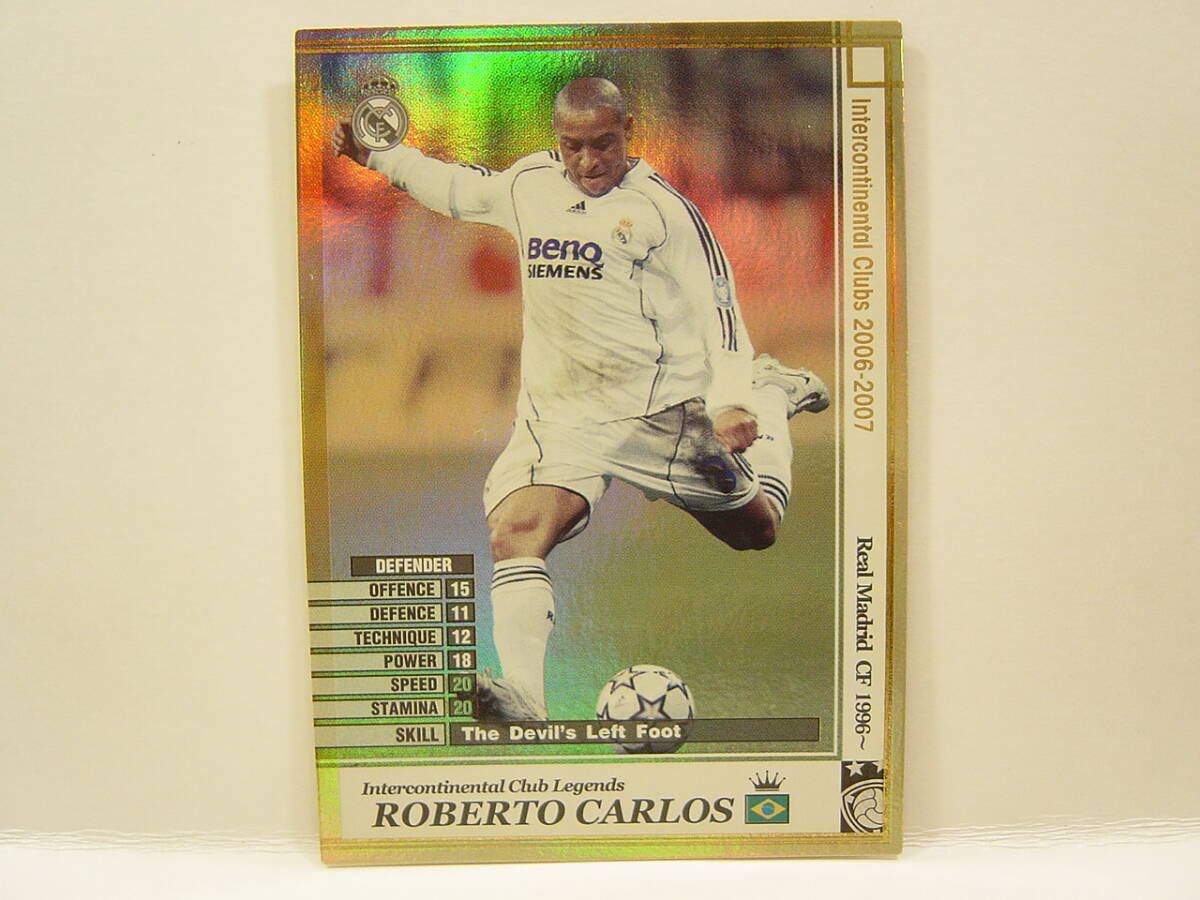 Intercontinental Clubs 2006-2007
Real Madrid CF 1996~
adidas
BenQ
SIEMENS
DEFENDER
OFFENCE 15
DEFENCE 11
TECHNIQUE 12
POWER 18
SPEED 20
STAMINA 20
SKILL The Devil's Left Foot
Intercontinental Club Legends
ROBERTO CARLOS